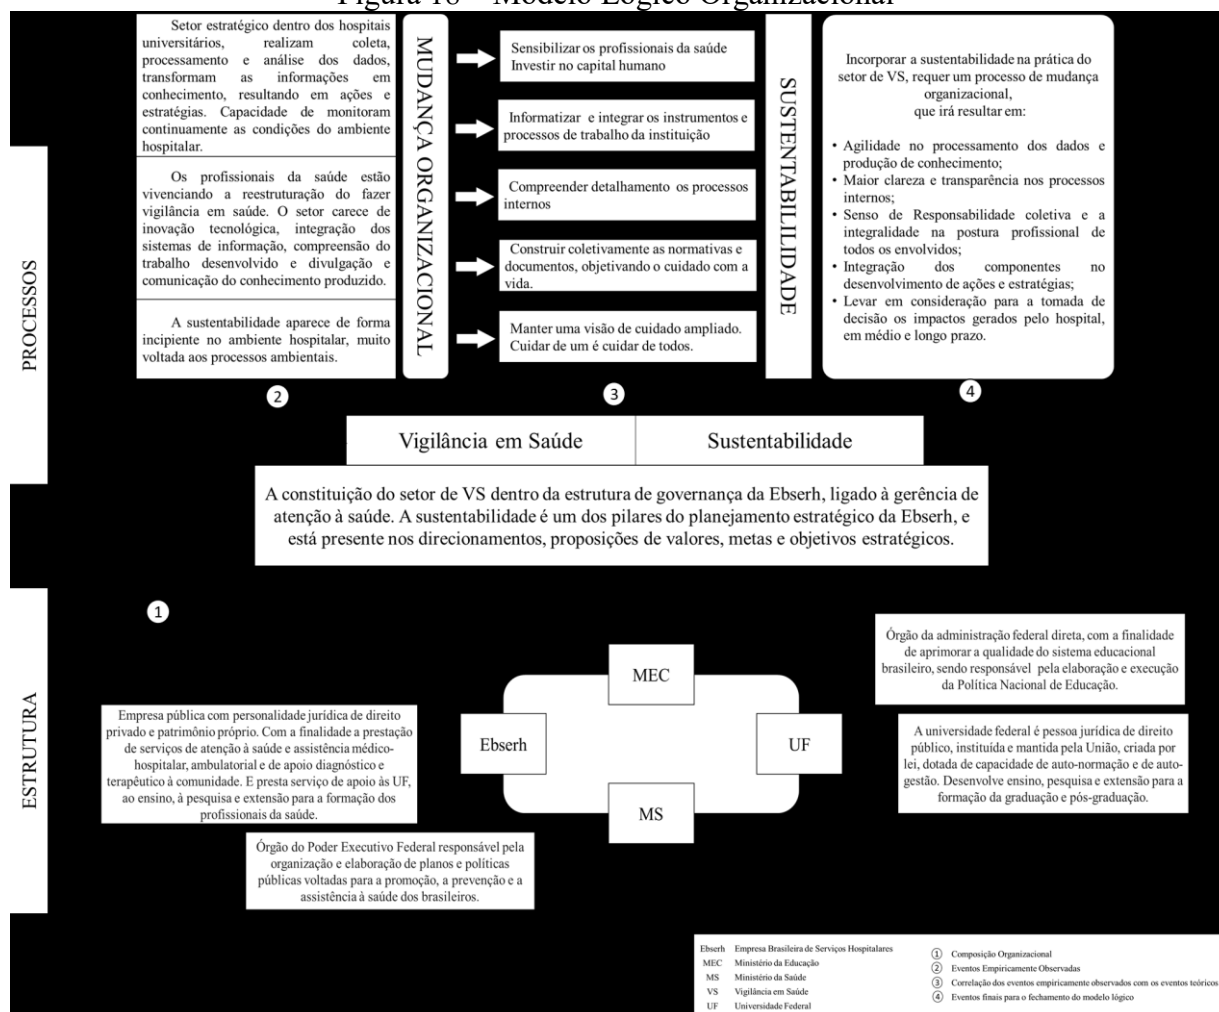 Figura 18 – Modelo Lógico Organizacional
PROCESSOS
Setor estratégico dentro dos hospitais
universitários, realizam coleta,
processamento e análise dos dados,
transformam as informações em
conhecimento, resultando em ações e
estratégias. Capacidade de monitoram
continuamente as condições do ambiente
hospitalar.
Os profissionais da saúde estão
vivenciando a reestruturação do fazer
vigilância em saúde. O setor carece de
inovação tecnológica, integração dos
sistemas de informação, compreensão do
trabalho desenvolvido e divulgação e
comunicação do conhecimento produzido.
A sustentabilidade aparece de forma
incipiente no ambiente hospitalar, muito
voltada aos processos ambientais.
2
MUDANÇA ORGANIZACIONAL
Sensibilizar os profissionais da saúde
Investir no capital humano
Informatizar e integrar os instrumentos e
processos de trabalho da instituição
Compreender detalhamento os processos
internos
Construir coletivamente as normativas e
documentos, objetivando o cuidado com a
vida.
Manter uma visão de cuidado ampliado.
Cuidar de um é cuidar de todos.
3
SUSTENTABILILIDADE
Incorporar a sustentabilidade na prática do
setor de VS, requer um processo de mudança
organizacional,
que irá resultar em:
• Agilidade no processamento dos dados e
produção de conhecimento;
• Maior clareza e transparência nos processos
internos;
• Senso de Responsabilidade coletiva e a
integralidade na postura profissional de
todos os envolvidos;
• Integração dos componentes no
desenvolvimento de ações e estratégias;
• Levar em consideração para a tomada de
decisão os impactos gerados pelo hospital,
em médio e longo prazo.
4
Vigilância em Saúde
Sustentabilidade
A constituição do setor de VS dentro da estrutura de governança da Ebserh, ligado à gerência de
atenção à saúde. A sustentabilidade é um dos pilares do planejamento estratégico da Ebserh, e
está presente nos direcionamentos, proposições de valores, metas e objetivos estratégicos.
ESTRUTURA
1
Empresa pública com personalidade jurídica de direito
privado e patrimônio próprio. Com a finalidade a prestação
de serviços de atenção à saúde e assistência médico-
hospitalar, ambulatorial e de apoio diagnóstico e
terapêutico à comunidade. E presta serviço de apoio às UF,
ao ensino, à pesquisa e extensão para a formação dos
profissionais da saúde.
Órgão do Poder Executivo Federal responsável pela
organização e elaboração de planos e políticas
públicas voltadas para a promoção, a prevenção e a
assistência à saúde dos brasileiros.
MEC
Ebserh
UF
MS
Órgão da administração federal direta, com a finalidade
de aprimorar a qualidade do sistema educacional
brasileiro, sendo responsável pela elaboração e execução
da Política Nacional de Educação.
A universidade federal é pessoa jurídica de direito
público, instituída e mantida pela União, criada por
lei, dotada de capacidade de auto-normação e de auto-
gestão. Desenvolve ensino, pesquisa e extensão para a
formação da graduação e pós-graduação.
Ebserh Empresa Brasileira de Serviços Hospitalares
MEC Ministério da Educação
MS Ministério da Saúde
VS Vigilância em Saúde
UF Universidade Federal
1 Composição Organizacional
2 Eventos Empiricamente Observadas
3 Correlação dos eventos empiricamente observados com os eventos teóricos
4 Eventos finais para o fechamento do modelo lógico